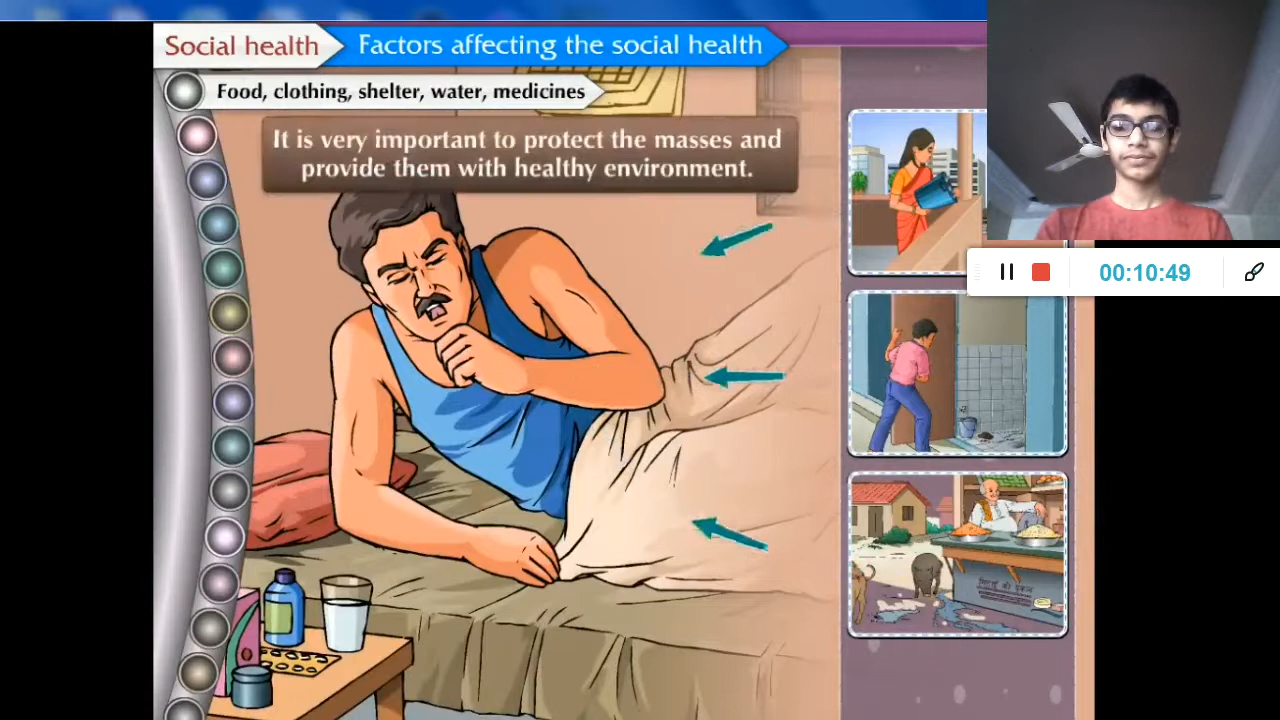 Social health
Factors affecting the social health
Food, clothing, shelter, water, medicines
It is very important to protect the masses and
provide them with healthy environment.
00:10:49